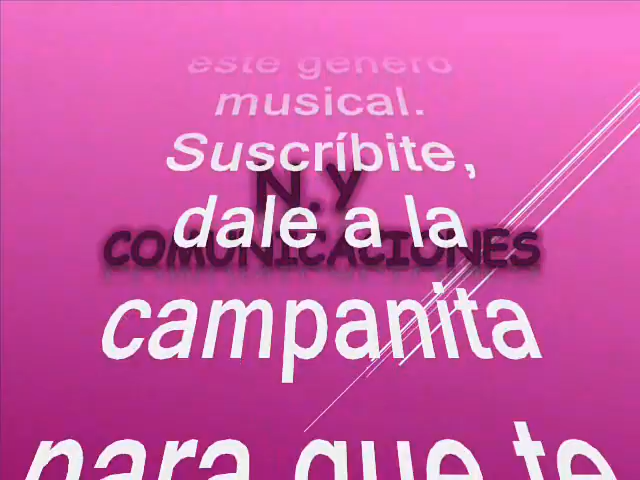 este genero
musical.
Suscríbite,
N.Y
dale a la
COMUNICACIONES
campanita
para que te